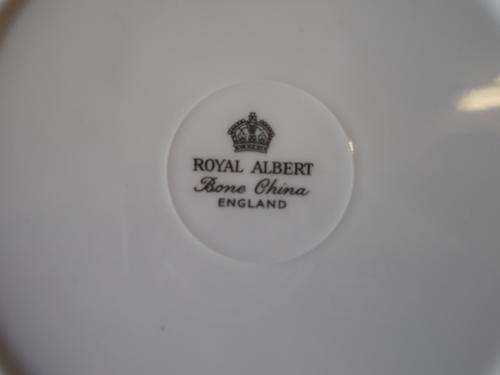 ROYAL ALBERT
Bone China
ENGLAND